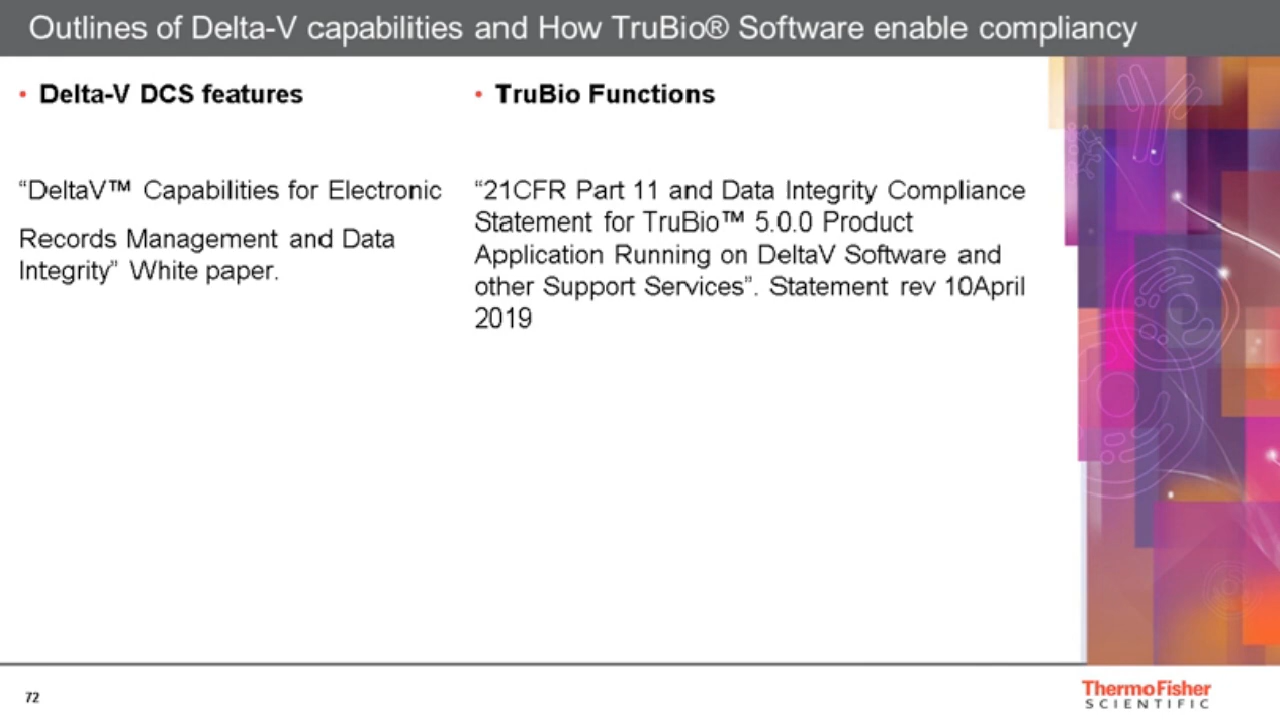 Outlines of Delta-V capabilities and How TruBio® Software enable compliancy
• Delta-V DCS features
“DeltaV™ Capabilities for Electronic
Records Management and Data
Integrity” White paper.
• TruBio Functions
“21CFR Part 11 and Data Integrity Compliance
Statement for TruBio™ 5.0.0 Product
Application Running on DeltaV Software and
other Support Services”. Statement rev 10April
2019
72
ThermoFisher
SCIENTIFIC